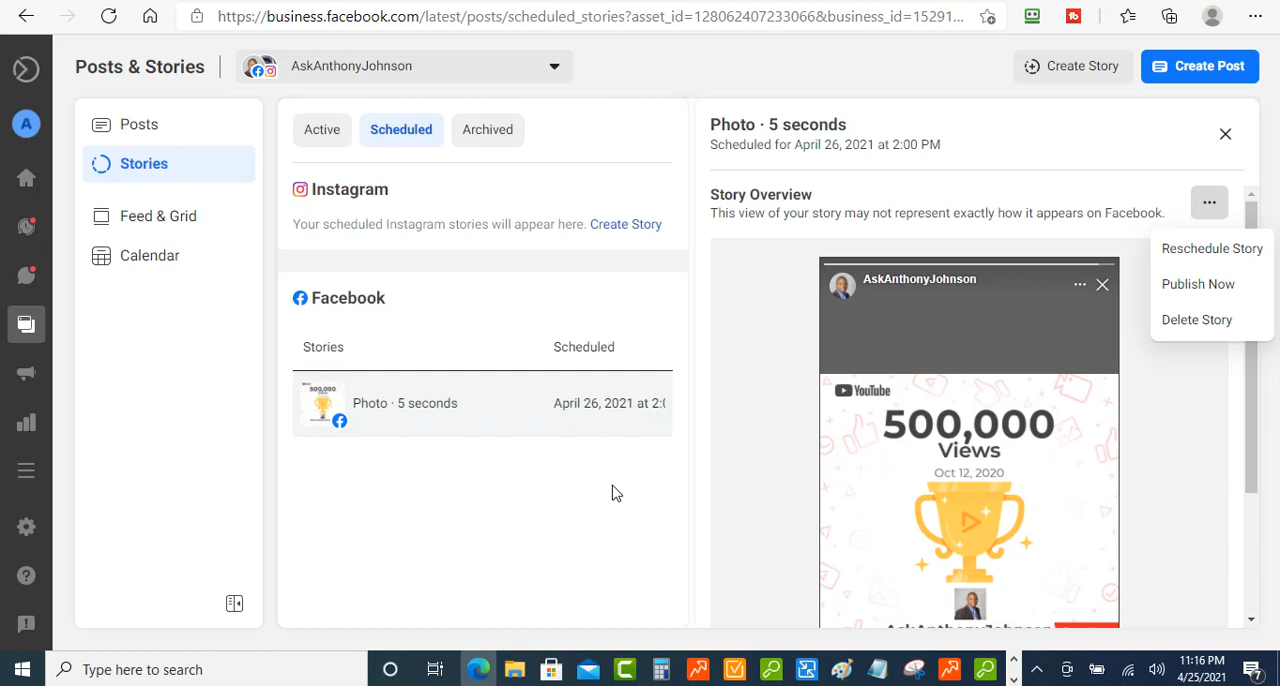 https://business.facebook.com/latest/posts/scheduled_stories?asset_id=128062407233066&business_id=15291...
Posts & Stories
AskAnthonyJohnson
Create Story
Create Post
A
Posts
Stories
Feed & Grid
Calendar
Active
Scheduled
Archived
Instagram
Your scheduled Instagram stories will appear here. Create Story
Facebook
Stories
Scheduled
Photo · 5 seconds
April 26, 2021 at 2:0
Photo · 5 seconds
Scheduled for April 26, 2021 at 2:00 PM
Story Overview
This view of your story may not represent exactly how it appears on Facebook.
Reschedule Story
Publish Now
Delete Story
AskAnthonyJohnson
YouTube
500,000
Views
Oct 12, 2020
AskAnthonyJohnson
Type here to search
11:16 PM
4/25/2021
7